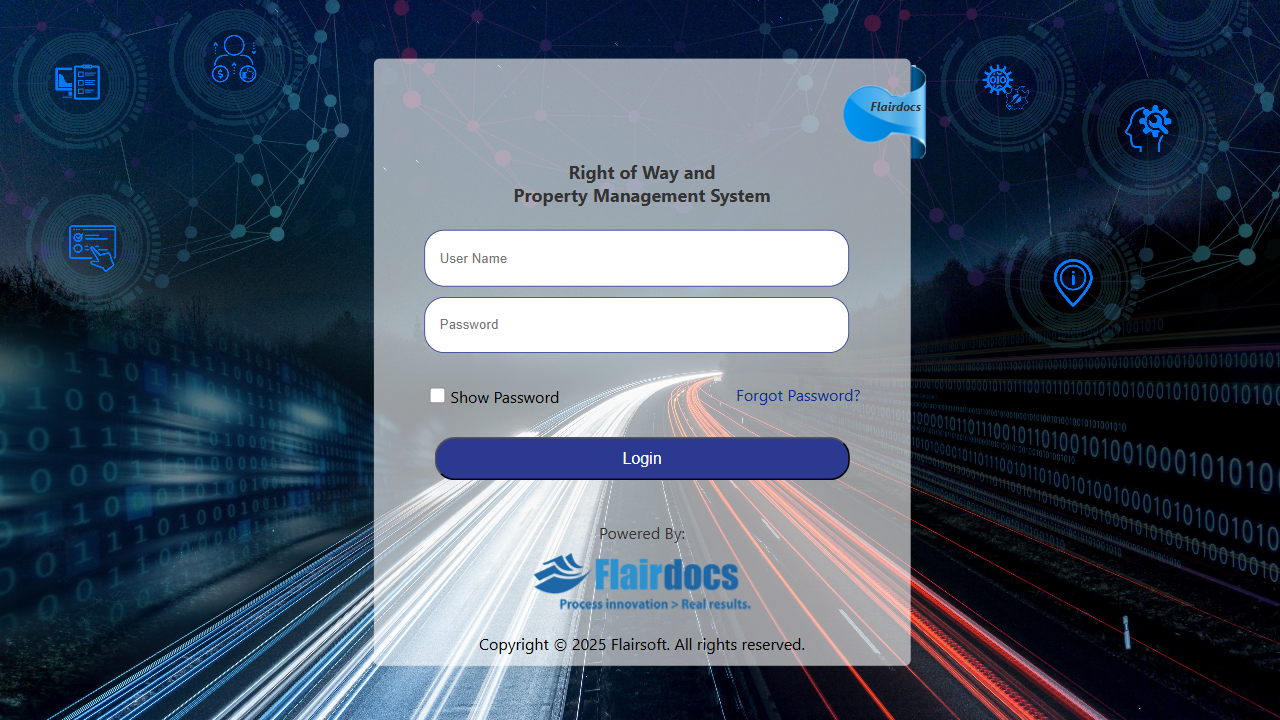 Flairdocs
Right of Way and
Property Management System
User Name
Password
Show Password
Forgot Password?
Login
Powered By:
Flairdocs
Process innovation > Real results.
Copyright © 2025 Flairsoft. All rights reserved.